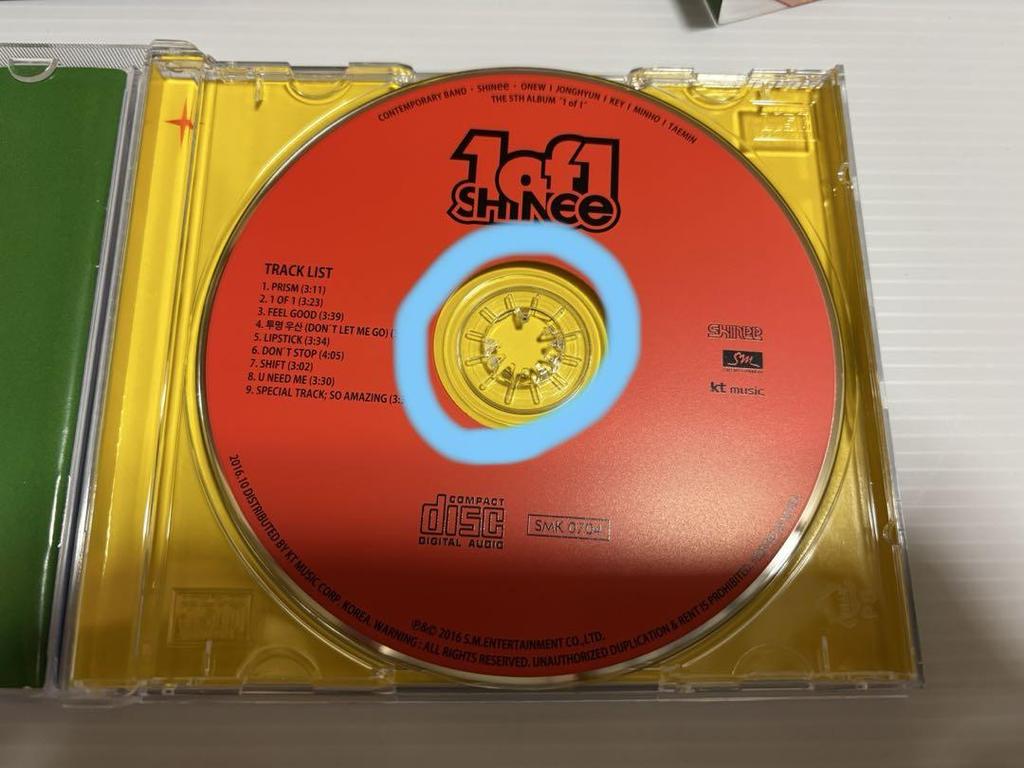 CONTEMPORARY BAND · SHINee · ONEW I JONGHYUN I KEY I MINHO I TAEMIN
THE 5TH ALBUM '1 of 1'
1of1
SHINee
TRACK LIST
1. PRISM (3:11)
2. 1 OF 1 (3:23)
3. FEEL GOOD (3:39)
4. 투명 우산 (DON'T LET ME GO)
5. LIPSTICK (3:34)
6. DON'T STOP (4:05)
7. SHIFT (3:02)
8. U NEED ME (3:30)
9. SPECIAL TRACK; SO AMAZING
SHINee
SM
kt music
COMPACT
disc
DIGITAL AUDIO
SMK 0704
℗&© 2016 S.M.ENTERTAINMENT CO.,LTD.
2016.10 DISTRIBUTED BY KT MUSIC CORP. KOREA. WARNING : ALL RIGHTS RESERVED. UNAUTHORIZED DUPLICATION & RENT IS PROHIBITED.